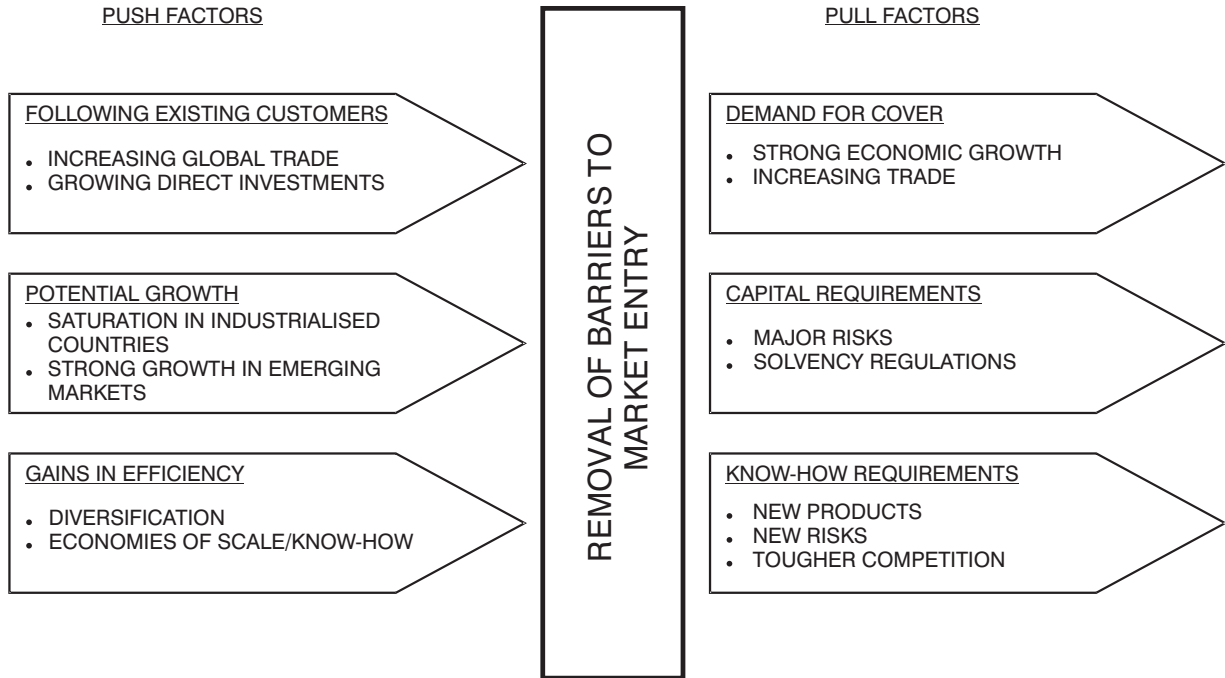 PUSH FACTORS
FOLLOWING EXISTING CUSTOMERS
• INCREASING GLOBAL TRADE
• GROWING DIRECT INVESTMENTS
POTENTIAL GROWTH
• SATURATION IN INDUSTRIALISED
COUNTRIES
• STRONG GROWTH IN EMERGING
MARKETS
GAINS IN EFFICIENCY
• DIVERSIFICATION
• ECONOMIES OF SCALE/KNOW-HOW
REMOVAL OF BARRIERS TO
MARKET ENTRY
PULL FACTORS
DEMAND FOR COVER
• STRONG ECONOMIC GROWTH
• INCREASING TRADE
CAPITAL REQUIREMENTS
• MAJOR RISKS
• SOLVENCY REGULATIONS
KNOW-HOW REQUIREMENTS
• NEW PRODUCTS
• NEW RISKS
• TOUGHER COMPETITION